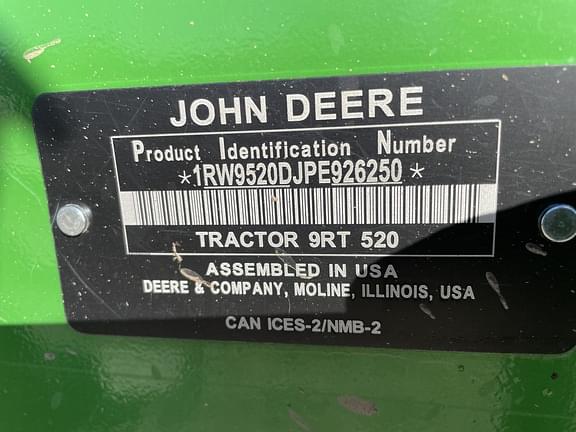 JOHN DEERE
Product Identification Number
*1RW9520DJPE926250*
TRACTOR 9RT 520
ASSEMBLED IN USA
DEERE & COMPANY, MOLINE, ILLINOIS, USA
CAN ICES-2/NMB-2